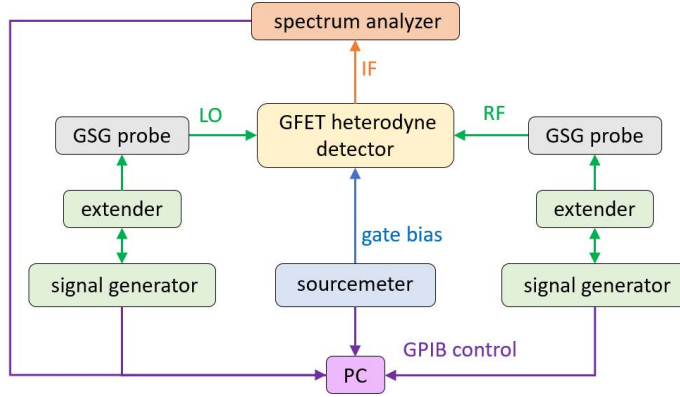 spectrum analyzer
IF
LO
RF
GSG probe
GFET heterodyne
detector
GSG probe
extender
extender
gate bias
signal generator
sourcemeter
signal generator
GPIB control
PC